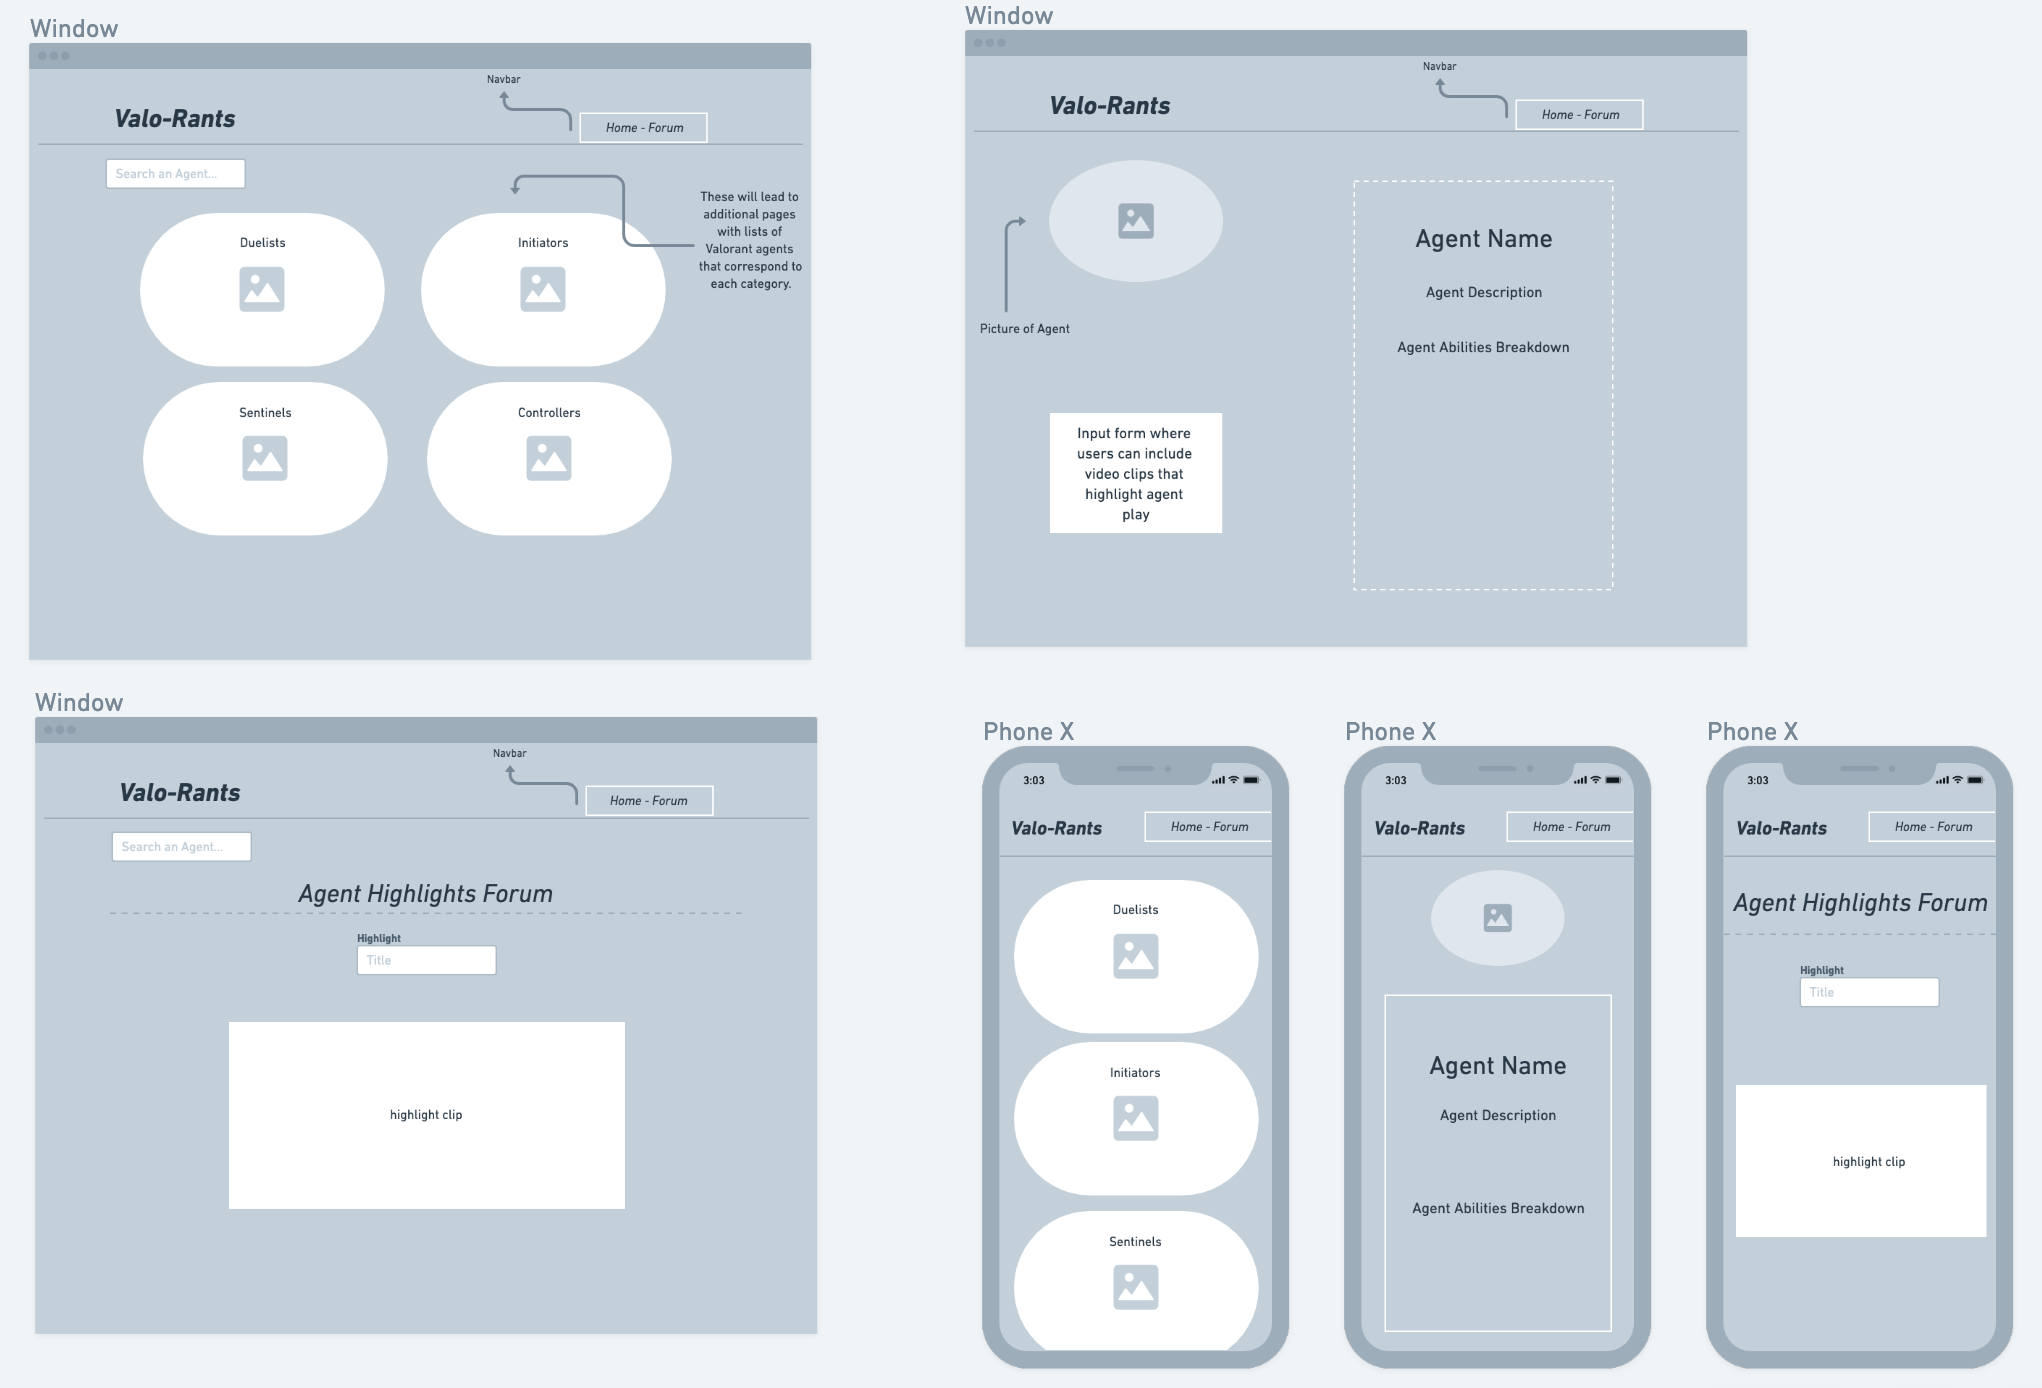 Window
Navbar
Valo-Rants
Home - Forum
Search an Agent...
These will lead to
additional pages
with lists of
Valorant agents
that correspond to
each category.
Duelists
Initiators
Sentinels
Controllers
Window
Navbar
Valo-Rants
Home - Forum
Picture of Agent
Agent Name
Agent Description
Agent Abilities Breakdown
Input form where
users can include
video clips that
highlight agent
play
Window
Navbar
Valo-Rants
Home - Forum
Search an Agent...
Agent Highlights Forum
Highlight
Title
highlight clip
Phone X
3:03
Valo-Rants
Home - Forum
Duelists
Initiators
Sentinels
Phone X
3:03
Valo-Rants
Home - Forum
Agent Name
Agent Description
Agent Abilities Breakdown
Phone X
3:03
Valo-Rants
Home - Forum
Agent Highlights Forum
Highlight
Title
highlight clip